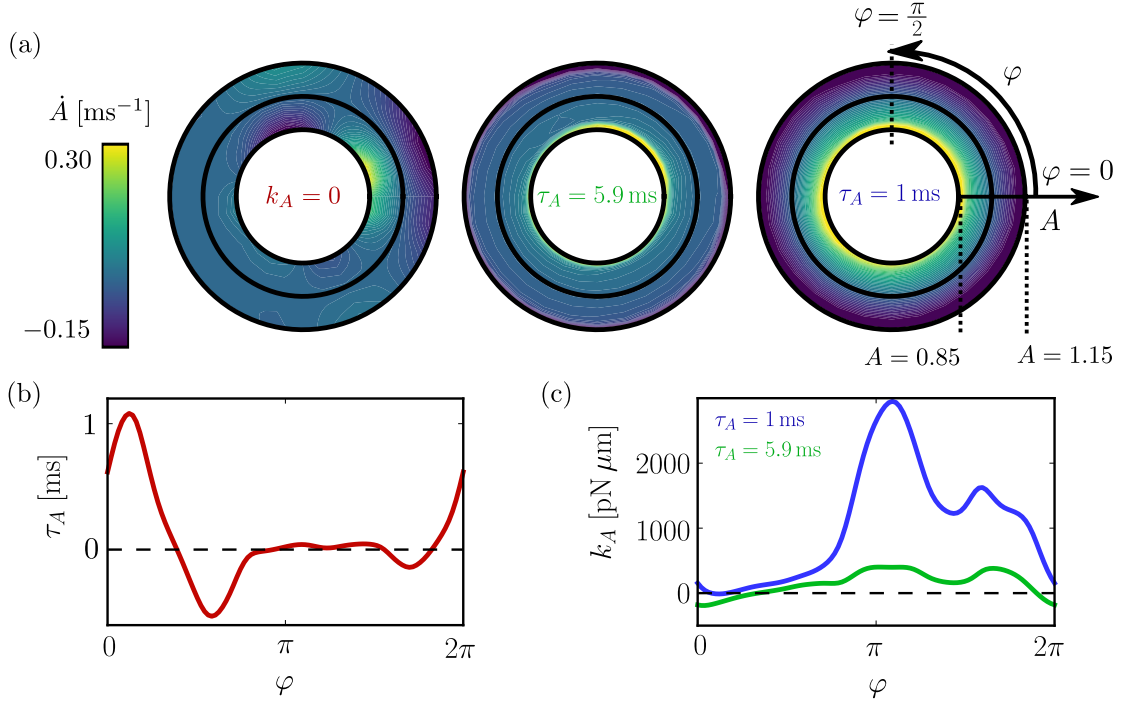 (a)
Ȧ [ms⁻¹]
0.30
−0.15
k_A = 0
τ_A = 5.9 ms
τ_A = 1 ms
φ = π/2
φ
φ = 0
A
A = 0.85
A = 1.15
(b)
τ_A [ms]
1
0
0
π
2π
φ
(c)
k_A [pN μm]
τ_A = 1 ms
τ_A = 5.9 ms
2000
1000
0
0
π
2π
φ